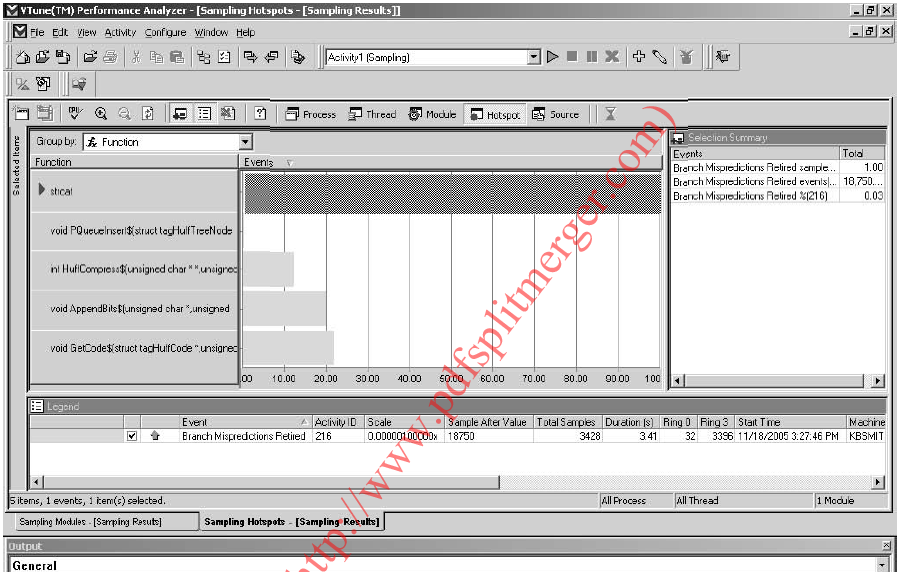 VTune(TM) Performance Analyzer - [Sampling Hotspots - [Sampling Results]]
File Edit View Activity Configure Window Help
Activity1 (Sampling)
Process Thread Module Hotspot Source
Selected Items
Group by: Function
Function Events
strcat
void PQueueInsert$(struct tagHuffTreeNode
int HuffCompress$(unsigned char * *,unsigned
void AppendBits$(unsigned char *,unsigned
void GetCode$(struct tagHuffCode *,unsigned
00 10.00 20.00 30.00 40.00 50.00 60.00 70.00 80.00 90.00 100
Selection Summary
Events Total
Branch Mispredictions Retired sample... 1.00
Branch Mispredictions Retired events(... 18,750....
Branch Mispredictions Retired %(216) 0.03
Legend
Event Activity ID Scale Sample After Value Total Samples Duration (s) Ring 0 Ring 3 Start Time Machine
Branch Mispredictions Retired 216 0.00000100000x 18750 3428 3.41 32 3396 11/18/2005 3:27:46 PM KBSMIT
5 items, 1 events, 1 item(s) selected. All Process All Thread 1 Module
Sampling Modules - [Sampling Results] Sampling Hotspots - [Sampling Results]
Output
General
http://www.pdfsplitmerger.com)